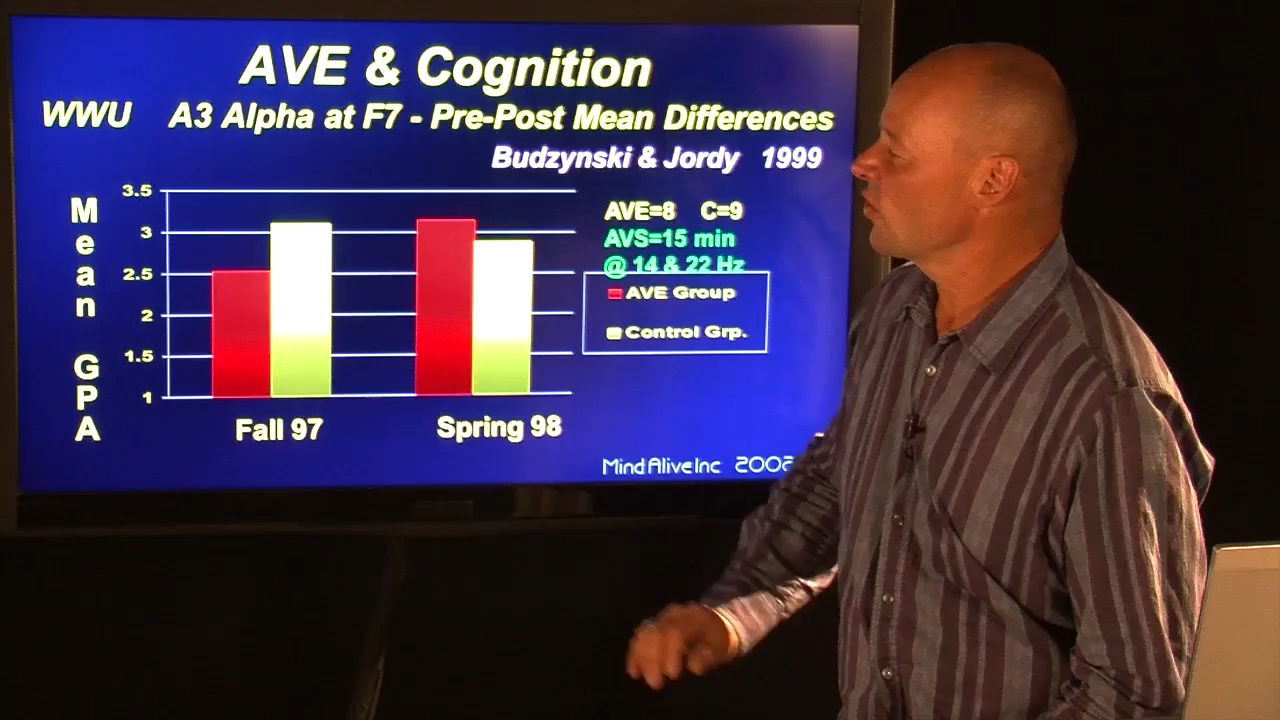 AVE & Cognition
WWU A3 Alpha at F7 - Pre-Post Mean Differences
Budzynski & Jordy 1999
Mean GPA
3.5
3
2.5
2
1.5
1
Fall 97
Spring 98
AVE=8 C=9
AVS=15 min
@ 14 & 22 Hz
AVE Group
Control Grp.
Mind Alive Inc